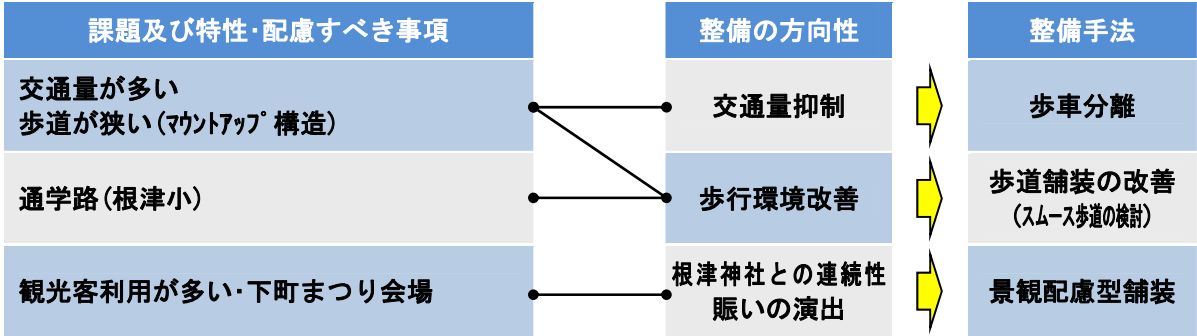 課題及び特性･配慮すべき事項
整備の方向性
整備手法
交通量が多い
歩道が狭い(ﾏｳﾝﾄｱｯﾌﾟ構造)
交通量抑制
歩車分離
通学路(根津小)
歩行環境改善
歩道舗装の改善
(ｽﾑｰｽ歩道の検討)
観光客利用が多い･下町まつり会場
根津神社との連続性
賑いの演出
景観配慮型舗装